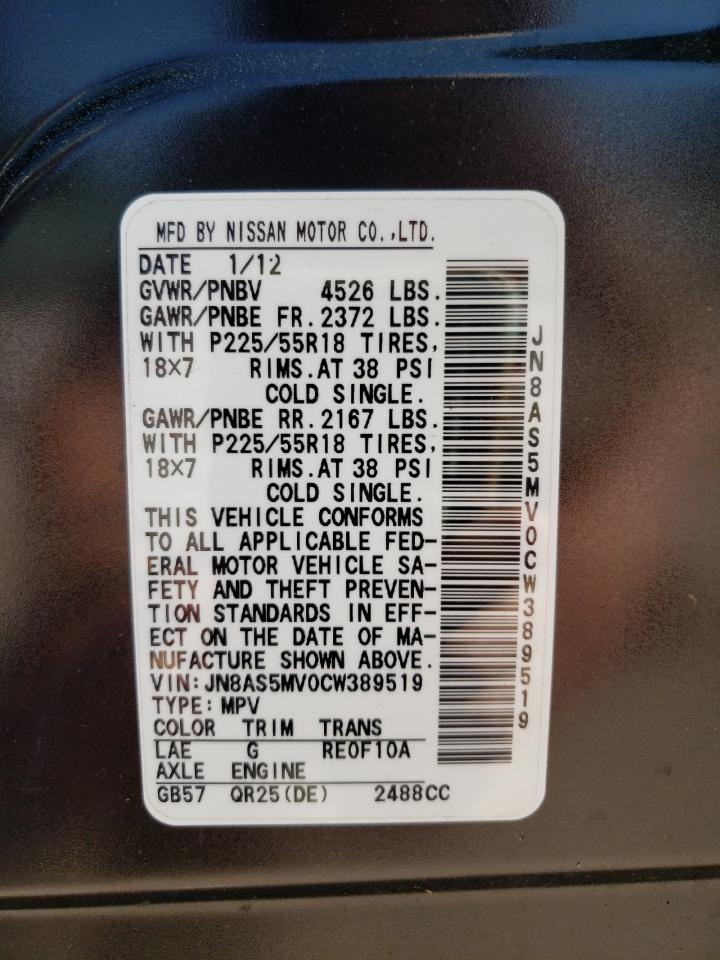 MFD BY NISSAN MOTOR CO.,LTD.
DATE 1/12
GVWR/PNBV 4526 LBS.
GAWR/PNBE FR. 2372 LBS.
WITH P225/55R18 TIRES,
18×7 RIMS. AT 38 PSI
COLD SINGLE.
GAWR/PNBE RR. 2167 LBS.
WITH P225/55R18 TIRES,
18×7 RIMS. AT 38 PSI
COLD SINGLE.
THIS VEHICLE CONFORMS
TO ALL APPLICABLE FED-
ERAL MOTOR VEHICLE SA-
FETY AND THEFT PREVEN-
TION STANDARDS IN EFF-
ECT ON THE DATE OF MA-
NUFACTURE SHOWN ABOVE.
VIN: JN8AS5MV0CW389519
TYPE: MPV
COLOR TRIM TRANS
LAE G RE0F10A
AXLE ENGINE
GB57 QR25(DE) 2488CC
JN8AS5MV0CW389519